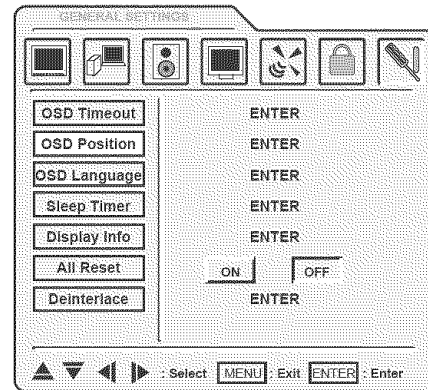 GENERAL SETTINGS
OSD Timeout ENTER
OSD Position ENTER
OSD Language ENTER
Sleep Timer ENTER
Display Info ENTER
All Reset ON OFF
Deinterlace ENTER
: Select MENU : Exit ENTER : Enter